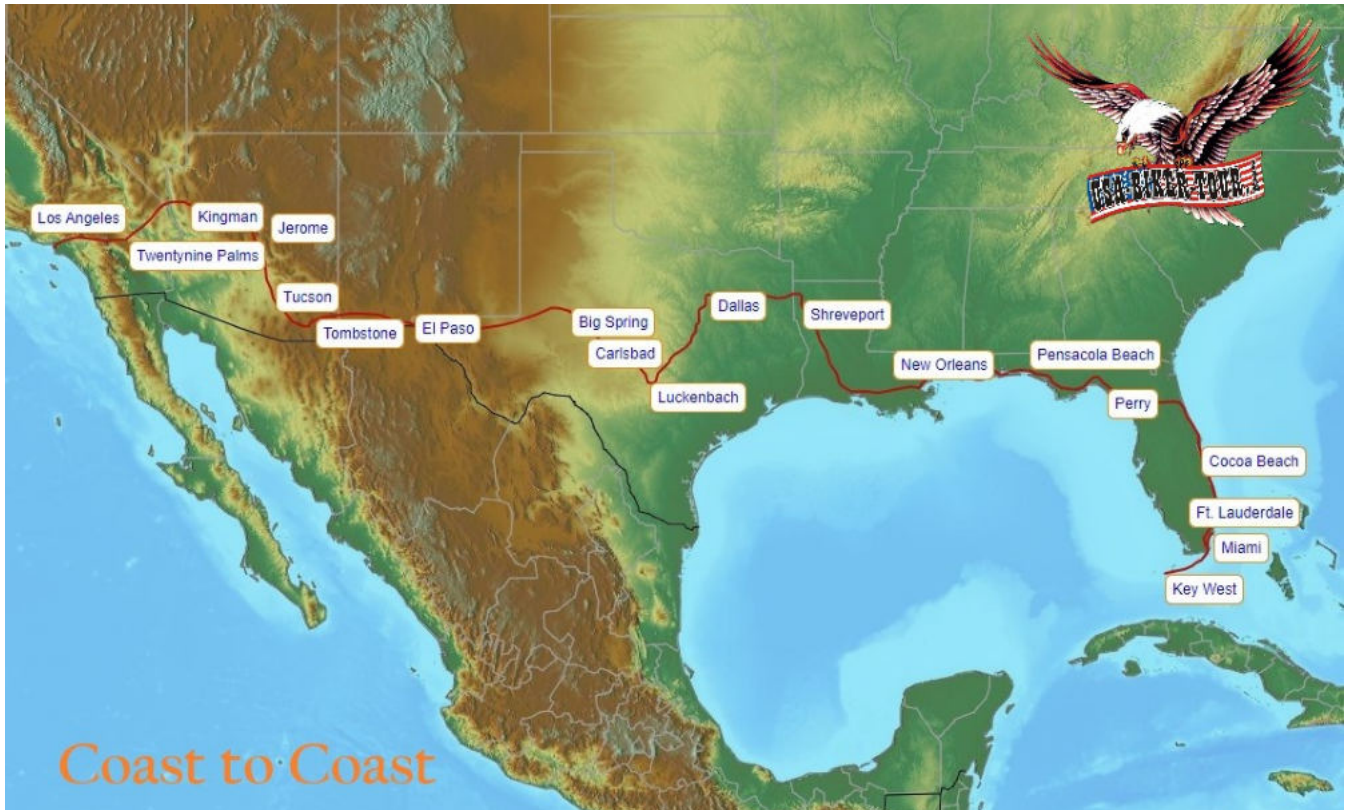 USA BIKER TOUR
Los Angeles
Kingman
Jerome
Twentynine Palms
Tucson
Tombstone
El Paso
Big Spring
Carlsbad
Luckenbach
Dallas
Shreveport
New Orleans
Pensacola Beach
Perry
Cocoa Beach
Ft. Lauderdale
Miami
Key West
Coast to Coast